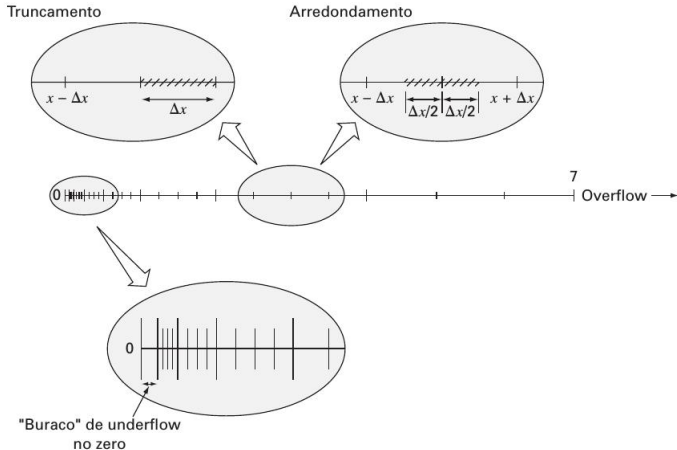 Truncamento
Arredondamento
x − Δx
Δx
x − Δx
Δx/2
Δx/2
x + Δx
0
7
Overflow
0
"Buraco" de underflow
no zero